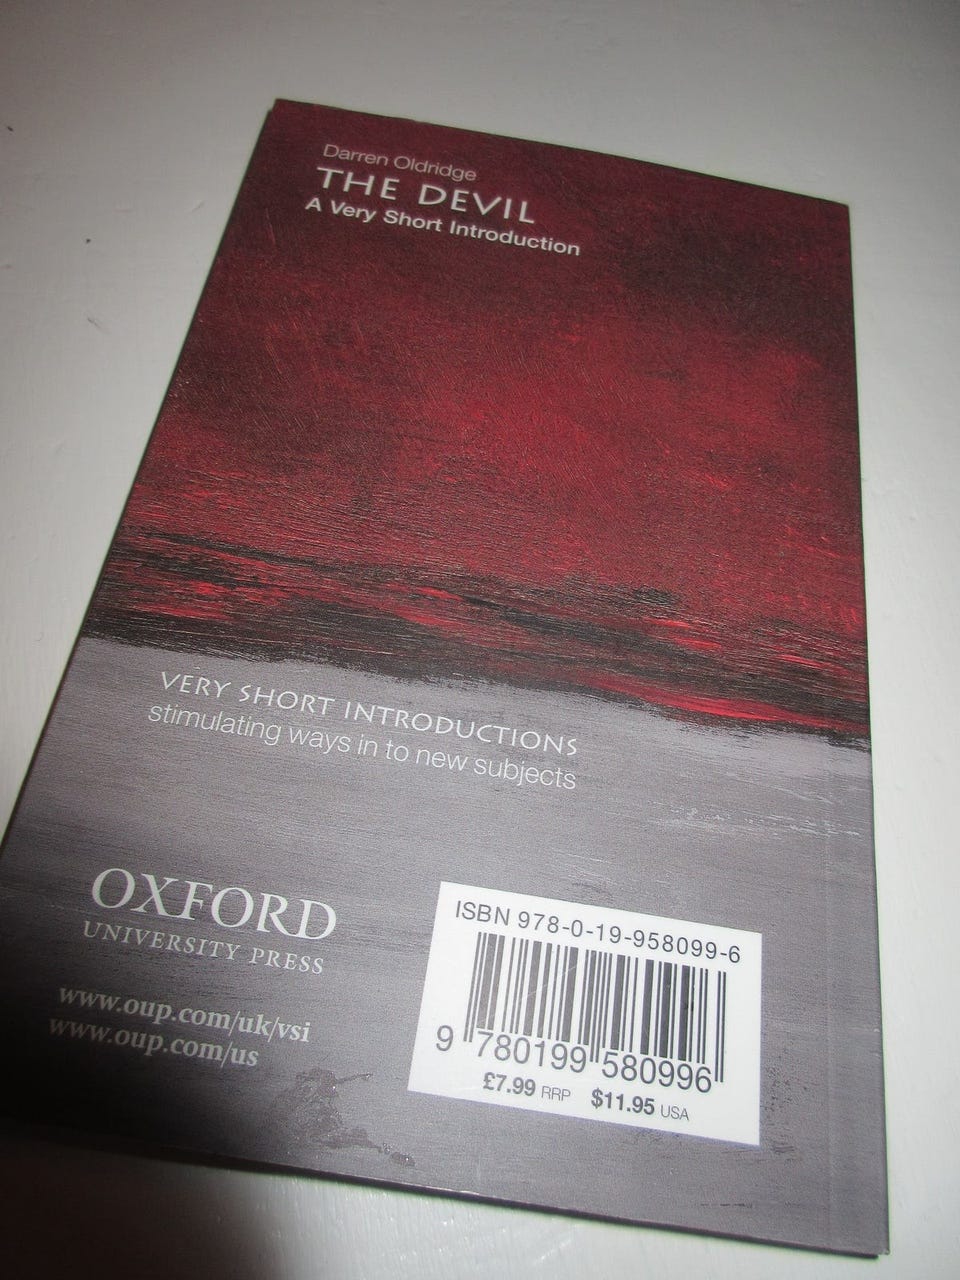 Darren Oldridge
THE DEVIL
A Very Short Introduction
VERY SHORT INTRODUCTIONS
stimulating ways in to new subjects
OXFORD
UNIVERSITY PRESS
www.oup.com/uk/vsi
www.oup.com/us
ISBN 978-0-19-958099-6
9 780199 580996
£7.99 RRP $11.95 USA